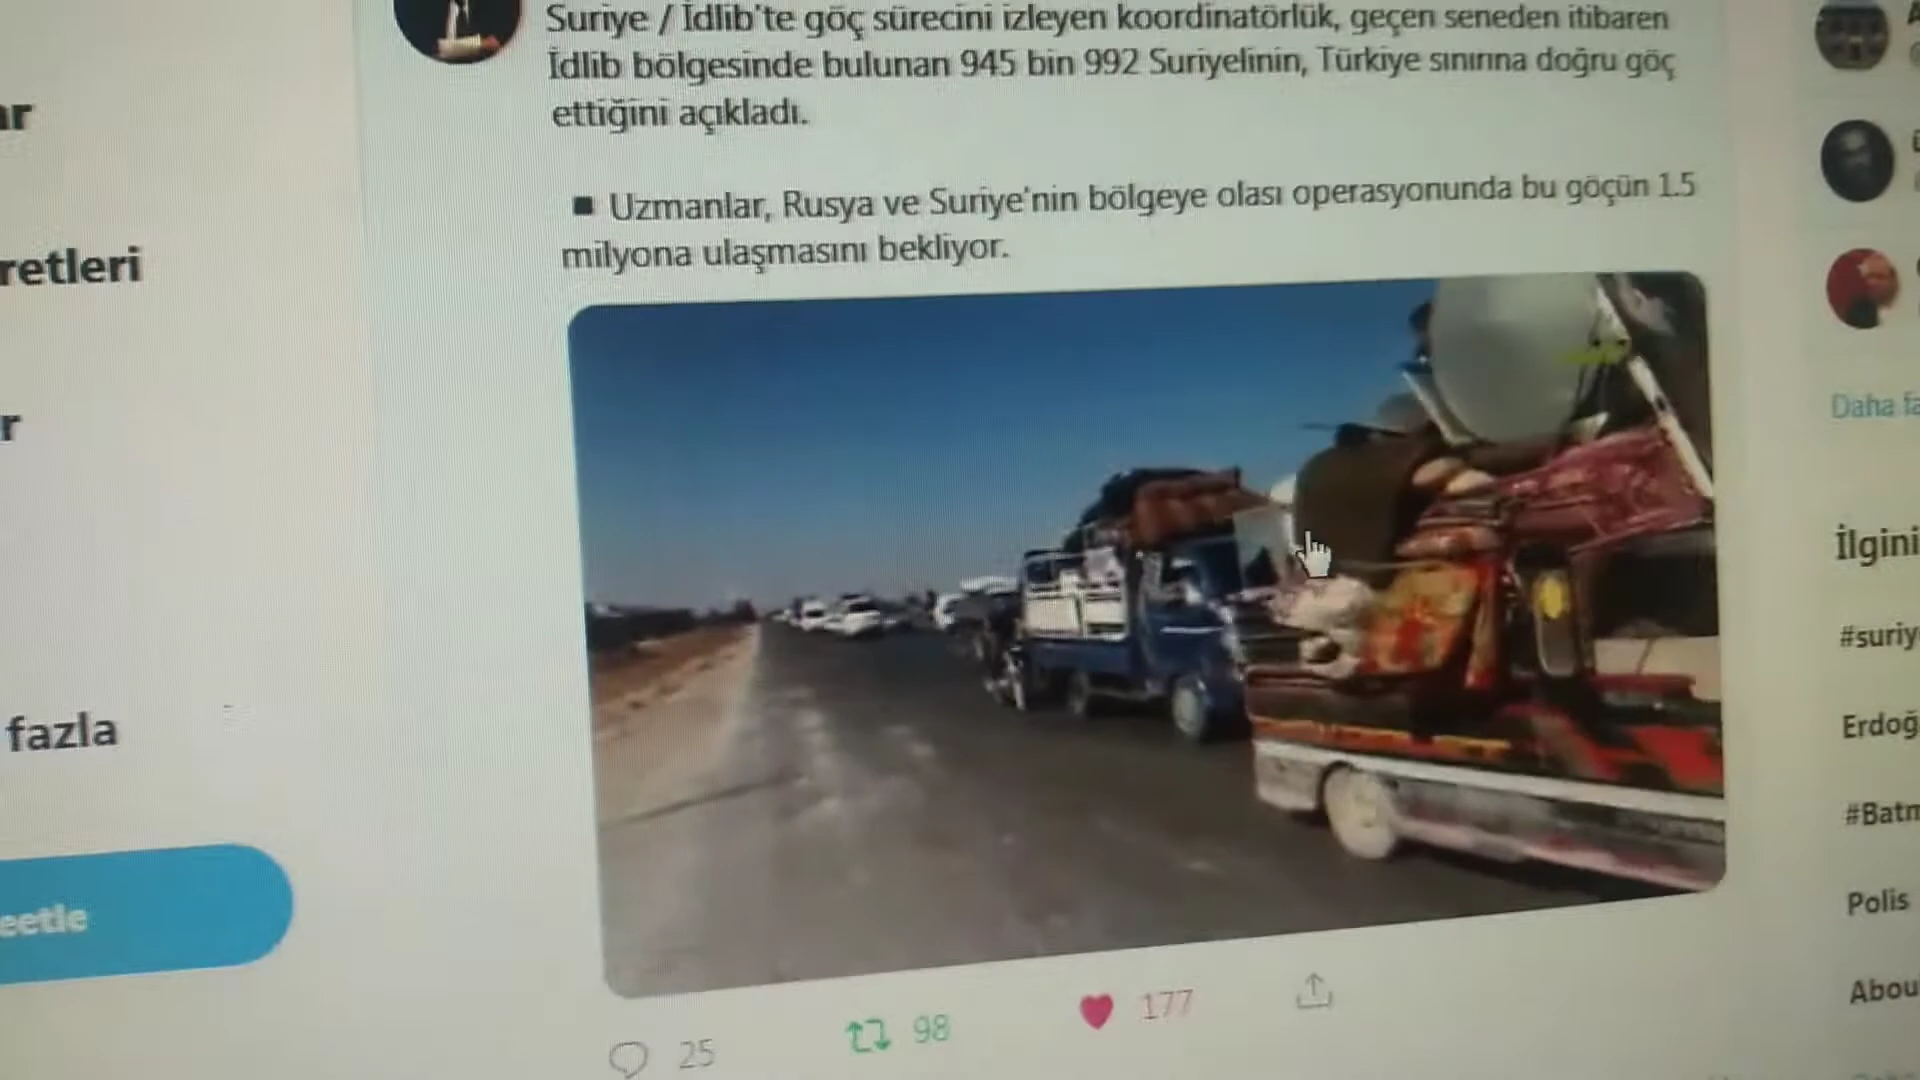 Suriye / İdlib'te göç sürecini izleyen koordinatörlük, geçen seneden itibaren
İdlib bölgesinde bulunan 945 bin 992 Suriyelinin, Türkiye sınırına doğru göç
ettiğini açıkladı.
■ Uzmanlar, Rusya ve Suriye'nin bölgeye olası operasyonunda bu göçün 1.5
milyona ulaşmasını bekliyor.
25
98
177
ar
retleri
r
fazla
eetle
Daha fa
İlgini
#suriy
Erdoğ
#Batm
Polis
Abou